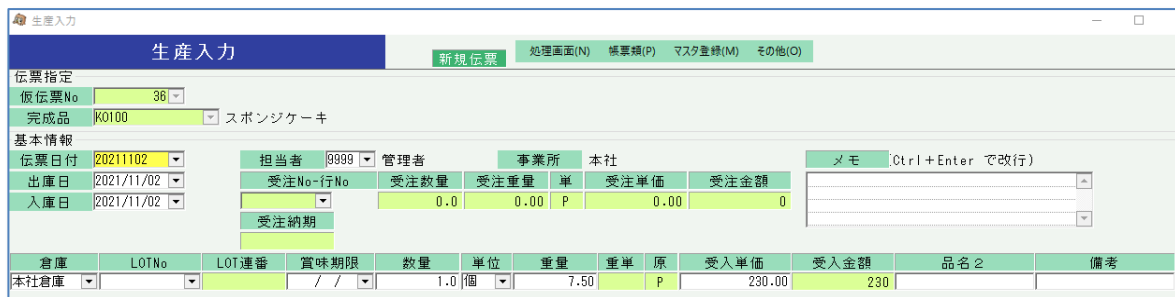 生産入力
生産入力
新規伝票 処理画面(N) 帳票類(P) マスタ登録(M) その他(O)
伝票指定
仮伝票No 36
完成品 K0100 スポンジケーキ
基本情報
伝票日付 20211102 担当者 9999 管理者 事業所 本社 メモ [Ctrl+Enter で改行)
出庫日 2021/11/02 受注No-行No 受注数量 受注重量 単 受注単価 受注金額
入庫日 2021/11/02 0.0 0.00 P 0.00 0
受注納期
倉庫 LOTNo LOT連番 賞味期限 数量 単位 重量 重単 原 受入単価 受入金額 品名2 備考
本社倉庫 / / 1.0 個 7.50 P 230.00 230